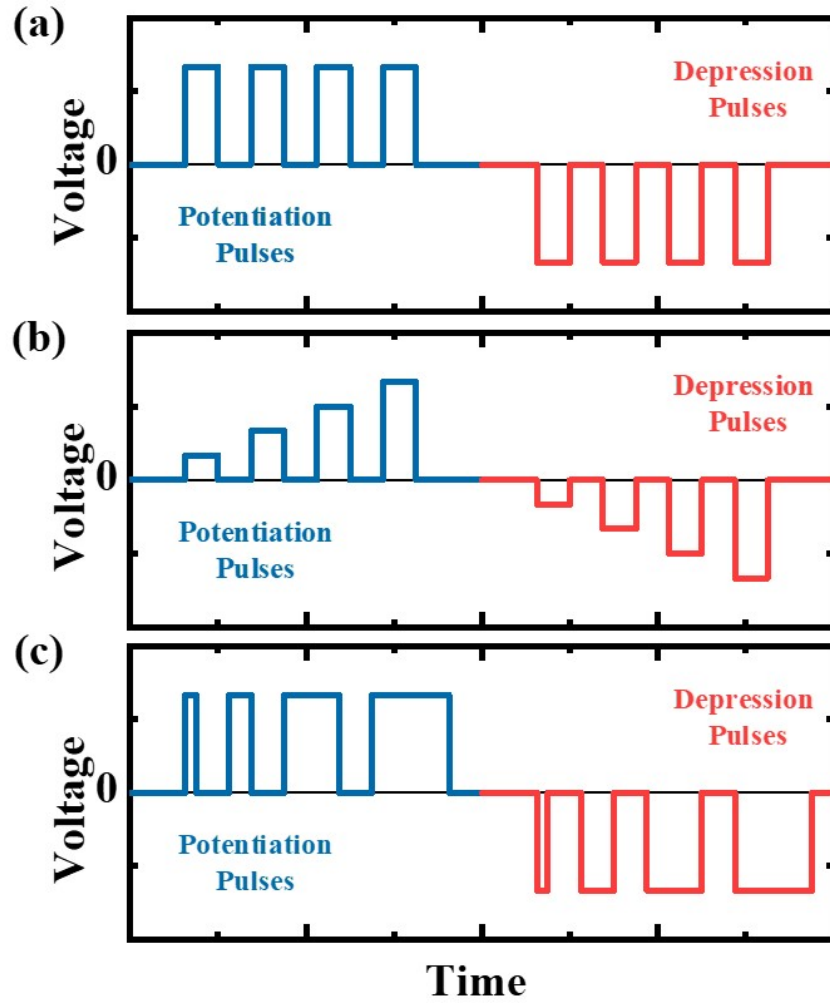 (a)
Depression
Pulses
Voltage
0
Potentiation
Pulses
(b)
Depression
Pulses
Voltage
0
Potentiation
Pulses
(c)
Depression
Pulses
Voltage
0
Potentiation
Pulses
Time